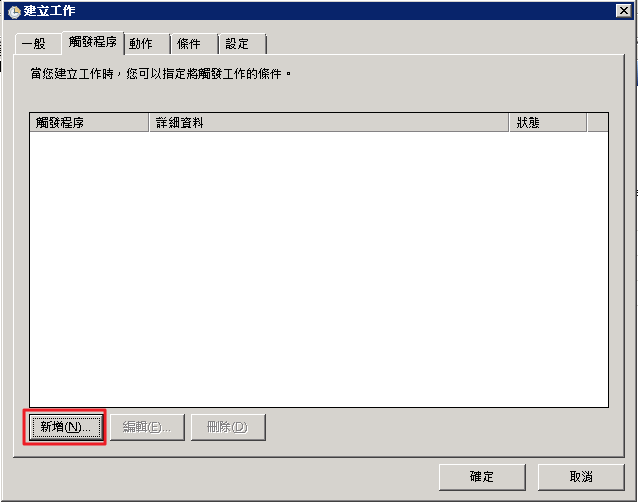 建立工作
一般 觸發程序 動作 條件 設定
當您建立工作時，您可以指定將觸發工作的條件。
觸發程序 詳細資料 狀態
新增(N)... 編輯(E)... 刪除(D)
確定 取消